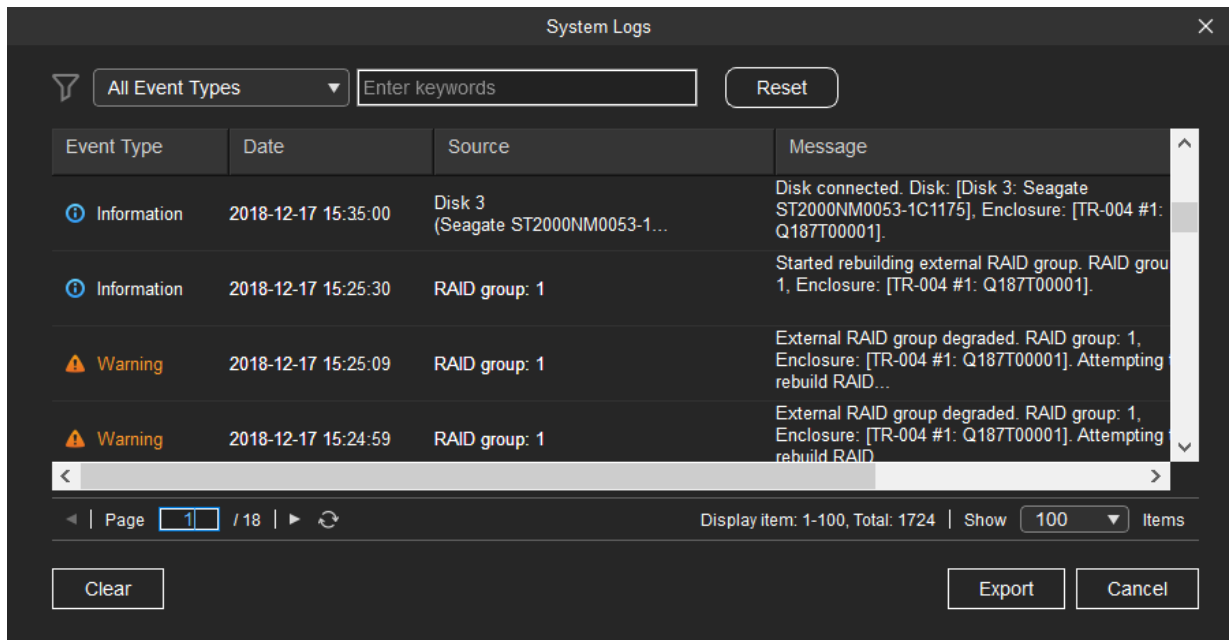 System Logs
All Event Types
Enter keywords
Reset
Event Type Date Source Message
Information 2018-12-17 15:35:00
Disk 3
(Seagate ST2000NM0053-1...
Disk connected. Disk: [Disk 3: Seagate
ST2000NM0053-1C1175], Enclosure: [TR-004 #1:
Q187T00001].
Information 2018-12-17 15:25:30 RAID group: 1
Started rebuilding external RAID group. RAID grou
1, Enclosure: [TR-004 #1: Q187T00001].
Warning 2018-12-17 15:25:09 RAID group: 1
External RAID group degraded. RAID group: 1,
Enclosure: [TR-004 #1: Q187T00001]. Attempting
rebuild RAID...
Warning 2018-12-17 15:24:59 RAID group: 1
External RAID group degraded. RAID group: 1,
Enclosure: [TR-004 #1: Q187T00001]. Attempting
rebuild RAID
Page 1 / 18
Display item: 1-100, Total: 1724 | Show 100 Items
Clear
Export
Cancel